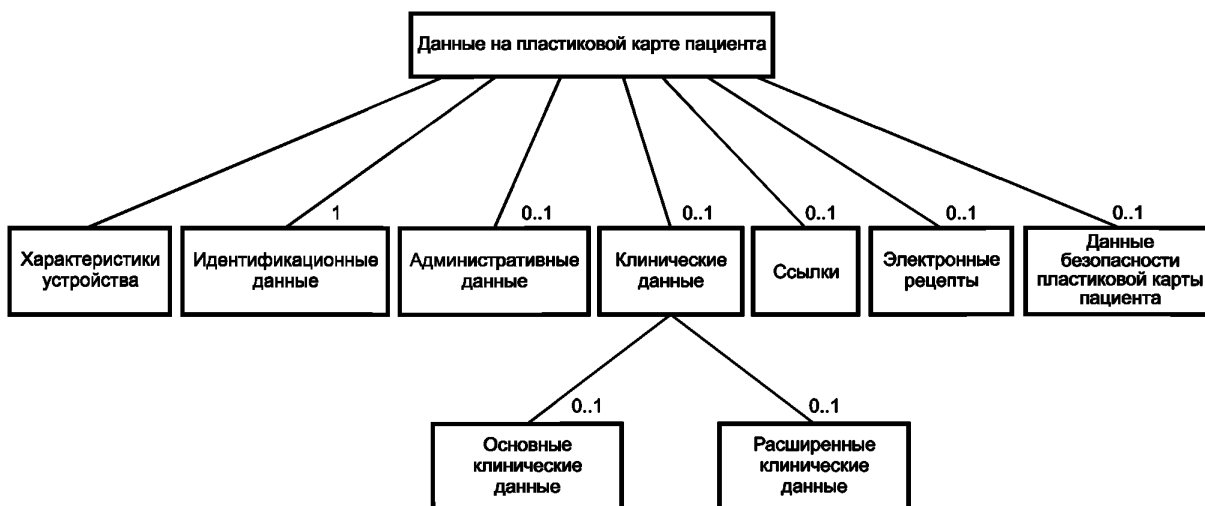 Данные на пластиковой карте пациента
1
0..1
0..1
0..1
0..1
0..1
Характеристики
устройства
Идентификационные
данные
Административные
данные
Клинические
данные
Ссылки
Электронные
рецепты
Данные
безопасности
пластиковой карты
пациента
0..1
0..1
Основные
клинические
данные
Расширенные
клинические
данные